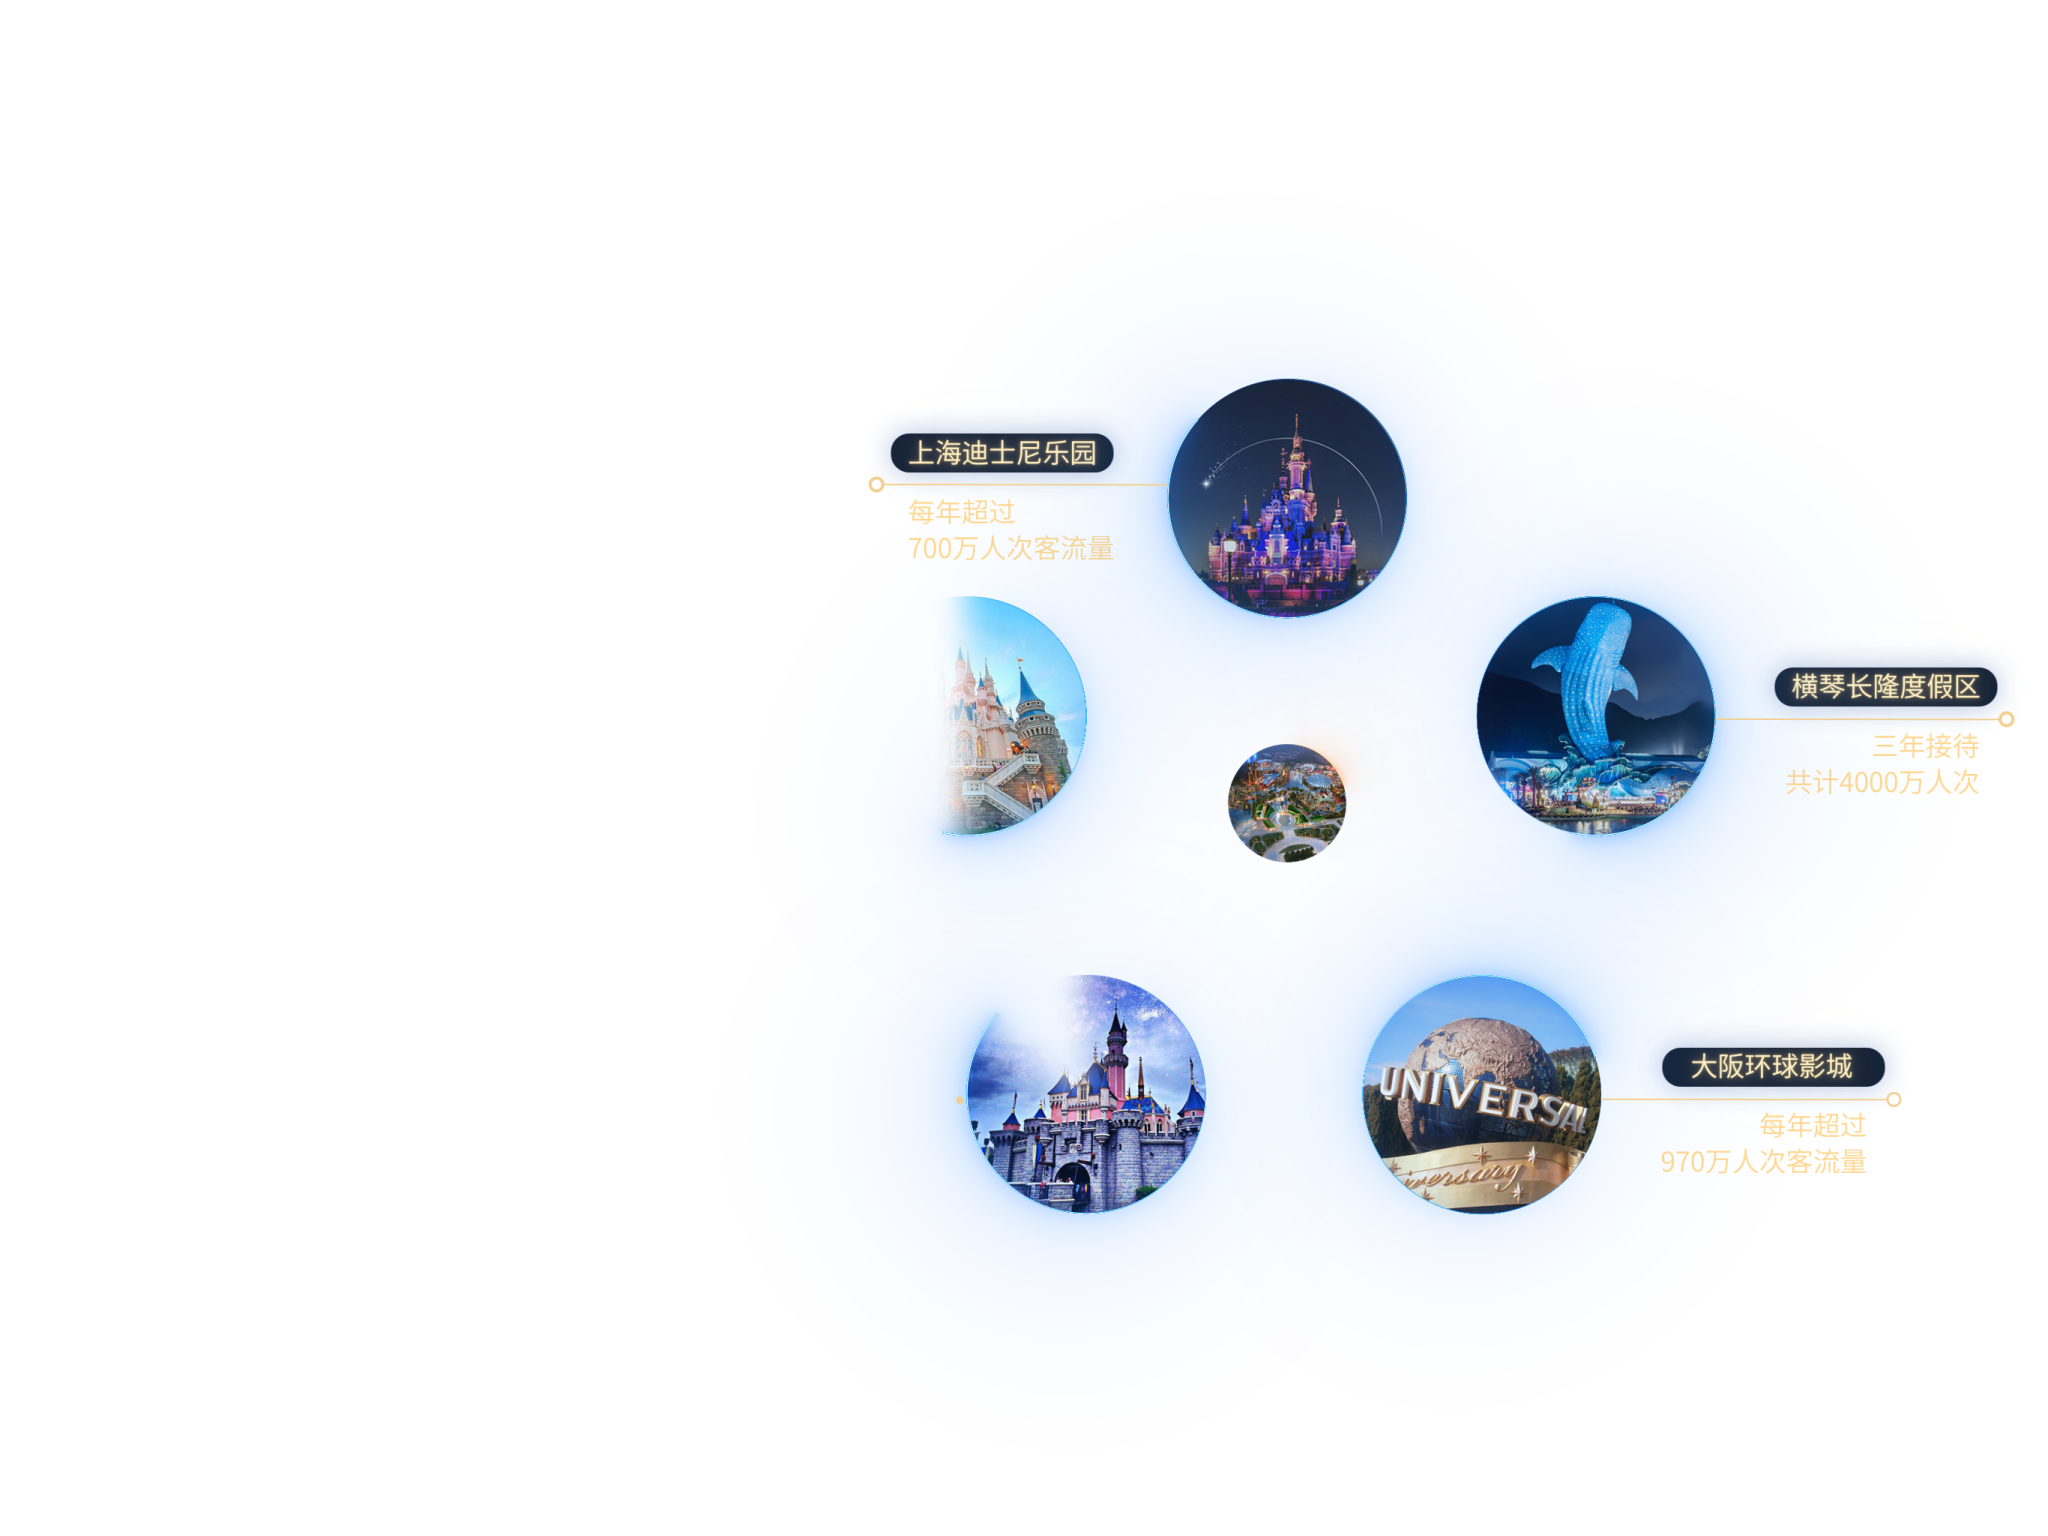 上海迪士尼乐园
每年超过
700万人次客流量
横琴长隆度假区
三年接待
共计4000万人次
UNIVERSAL
iversary
大阪环球影城
每年超过
970万人次客流量